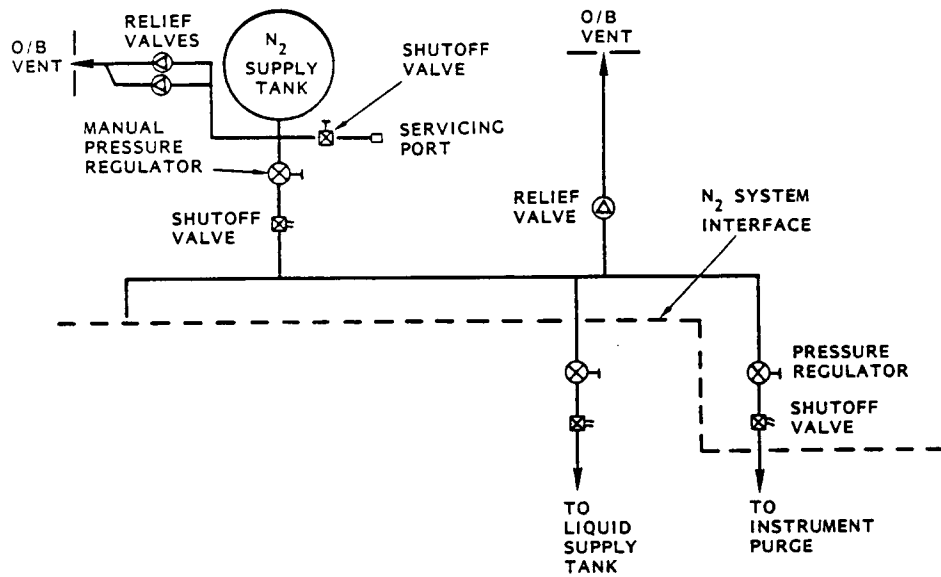 O/B
VENT
RELIEF
VALVES
N2
SUPPLY
TANK
SHUTOFF
VALVE
SERVICING
PORT
MANUAL
PRESSURE
REGULATOR
SHUTOFF
VALVE
O/B
VENT
RELIEF
VALVE
N2 SYSTEM
INTERFACE
PRESSURE
REGULATOR
SHUTOFF
VALVE
TO
LIQUID
SUPPLY
TANK
TO
INSTRUMENT
PURGE